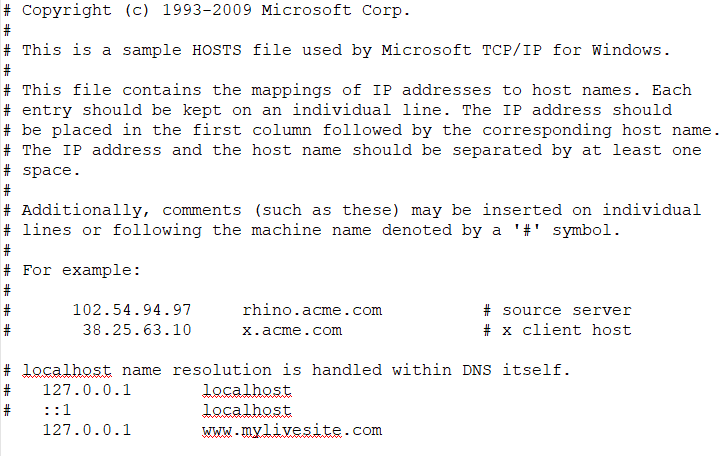 # Copyright (c) 1993-2009 Microsoft Corp.
#
# This is a sample HOSTS file used by Microsoft TCP/IP for Windows.
#
# This file contains the mappings of IP addresses to host names. Each
# entry should be kept on an individual line. The IP address should
# be placed in the first column followed by the corresponding host name.
# The IP address and the host name should be separated by at least one
# space.
#
# Additionally, comments (such as these) may be inserted on individual
# lines or following the machine name denoted by a '#' symbol.
#
# For example:
#
#      102.54.94.97     rhino.acme.com          # source server
#       38.25.63.10     x.acme.com              # x client host

# localhost name resolution is handled within DNS itself.
#   127.0.0.1       localhost
#   ::1             localhost
    127.0.0.1       www.mylivesite.com